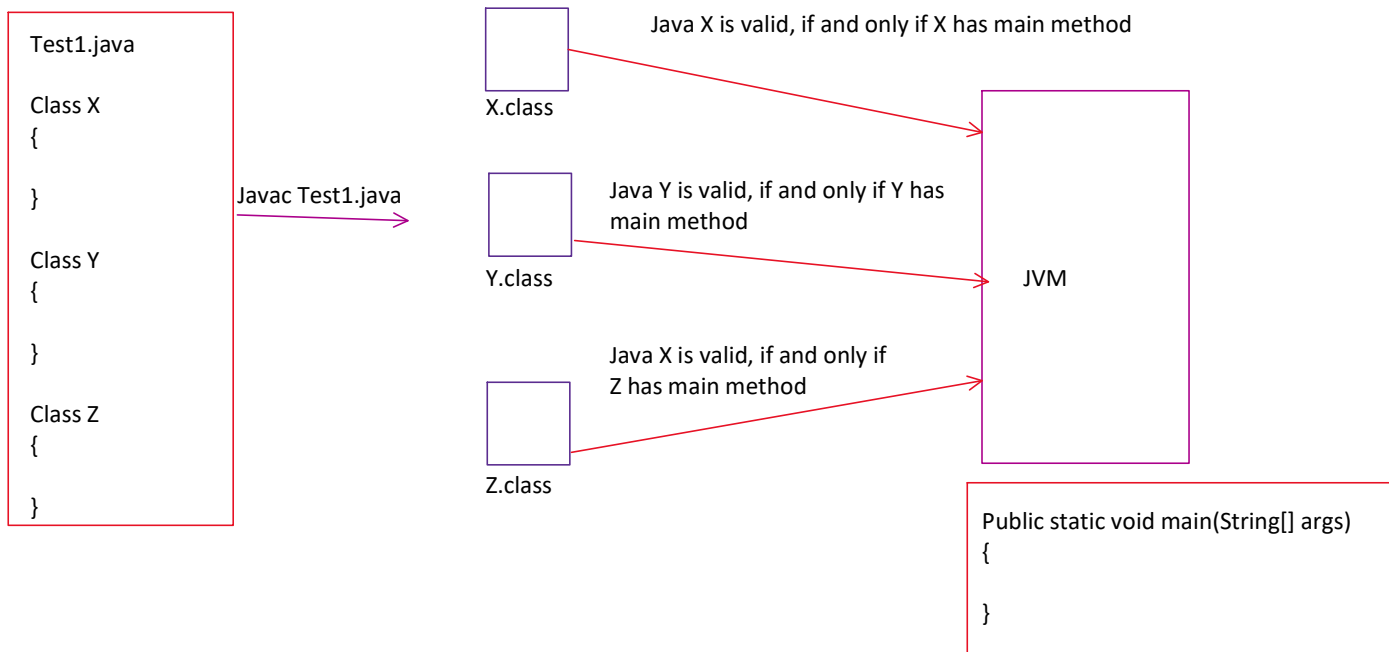 Test1.java
Class X
{
}
Class Y
{
}
Class Z
{
}
Javac Test1.java
X.class
Java X is valid, if and only if X has main method
Y.class
Java Y is valid, if and only if Y has
main method
Z.class
Java X is valid, if and only if
Z has main method
JVM
Public static void main(String[] args)
{
}